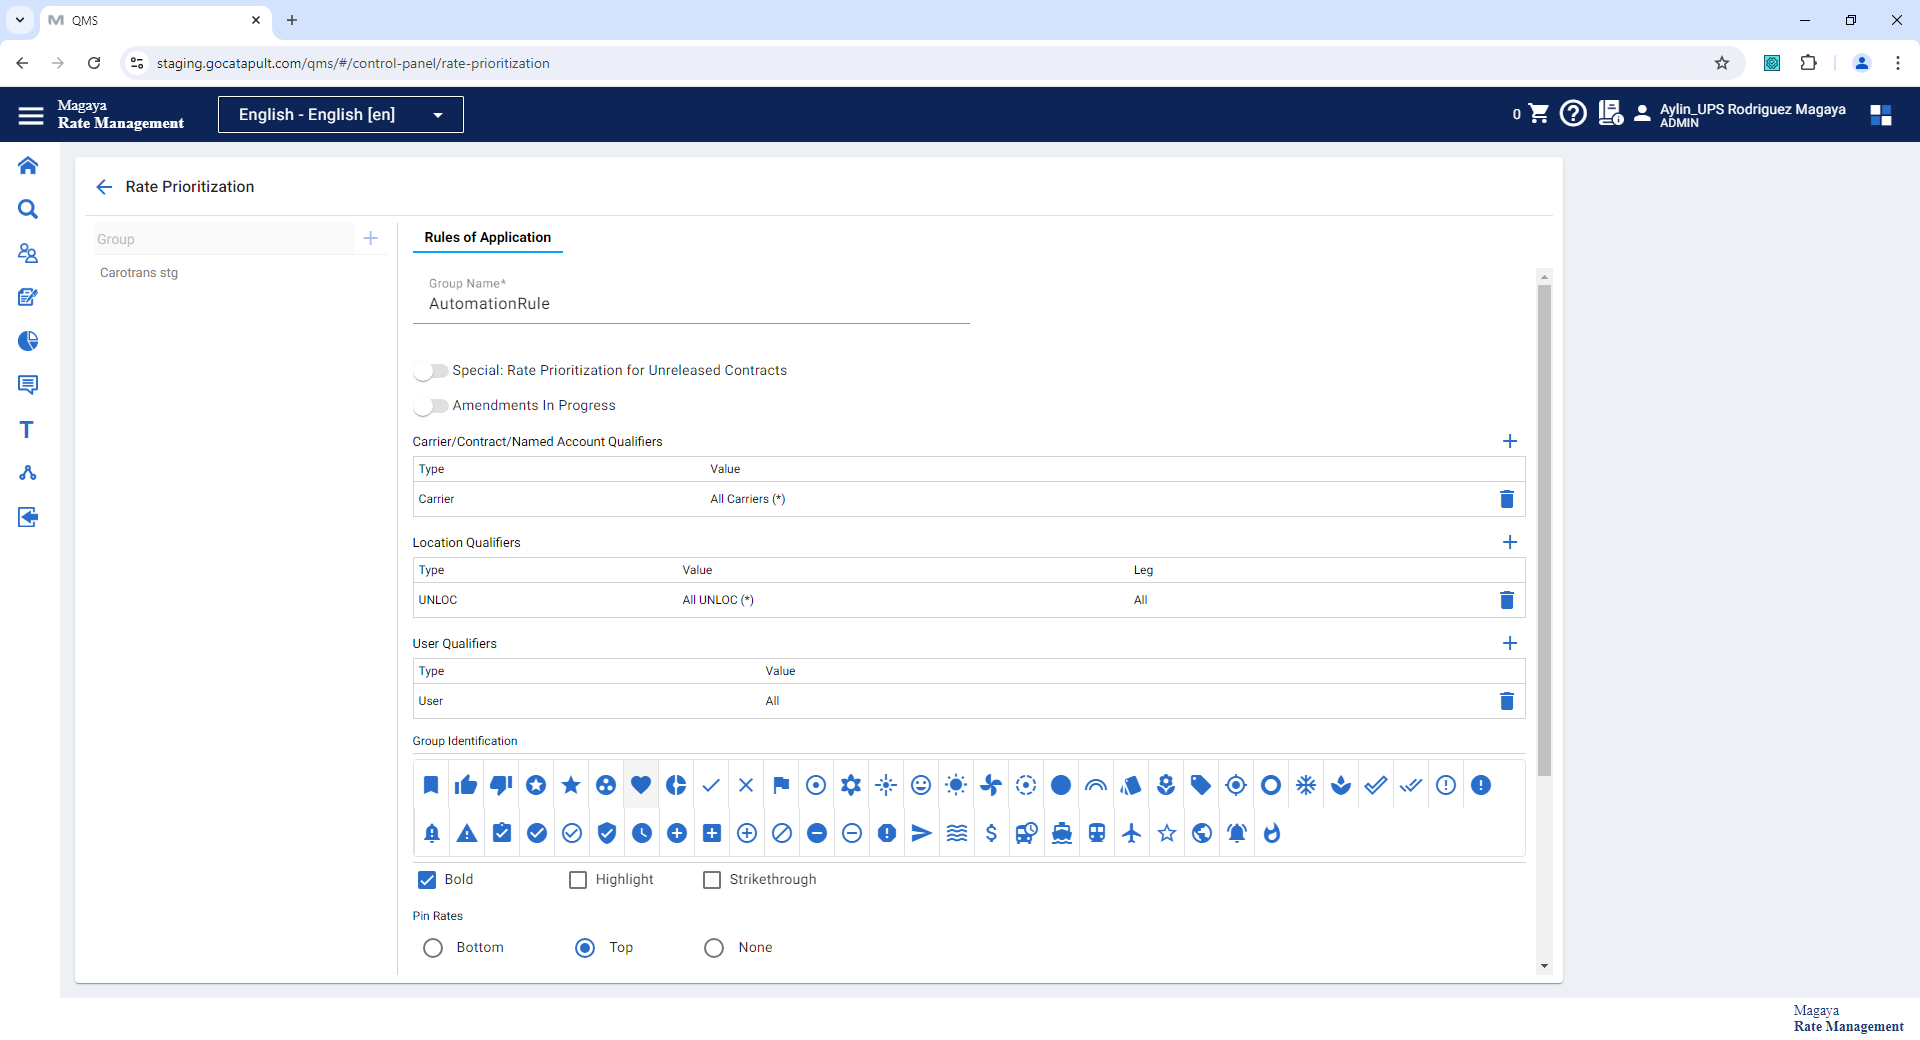 QMS
staging.gocatapult.com/qms/#/control-panel/rate-prioritization
Magaya
Rate Management
English - English [en]
0
Aylin_UPS Rodriguez Magaya
ADMIN
Rate Prioritization
Group
Carotrans stg
Rules of Application
Group Name*
AutomationRule
Special: Rate Prioritization for Unreleased Contracts
Amendments In Progress
Carrier/Contract/Named Account Qualifiers
Type Value
Carrier All Carriers (*)
Location Qualifiers
Type Value Leg
UNLOC All UNLOC (*) All
User Qualifiers
Type Value
User All
Group Identification
Bold Highlight Strikethrough
Pin Rates
Bottom Top None
Magaya
Rate Management